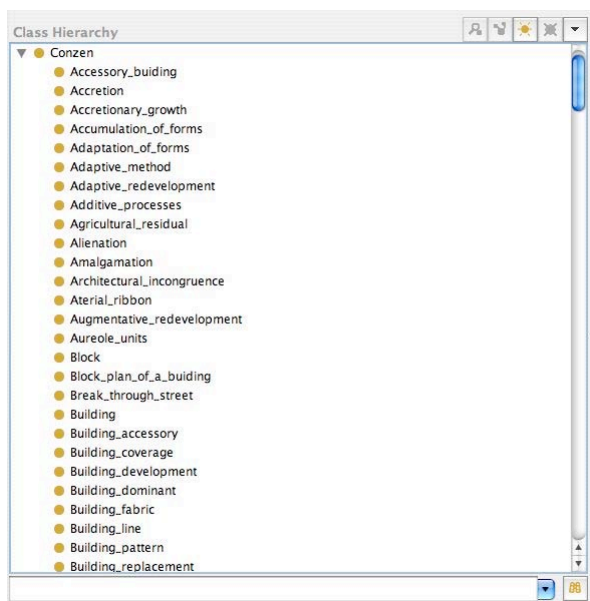 Class Hierarchy
Conzen
Accessory_buiding
Accretion
Accretionary_growth
Accumulation_of_forms
Adaptation_of_forms
Adaptive_method
Adaptive_redevelopment
Additive_processes
Agricultural_residual
Alienation
Amalgamation
Architectural_incongruence
Aterial_ribbon
Augmentative_redevelopment
Aureole_units
Block
Block_plan_of_a_buiding
Break_through_street
Building
Building_accessory
Building_coverage
Building_development
Building_dominant
Building_fabric
Building_line
Building_pattern
Building_replacement